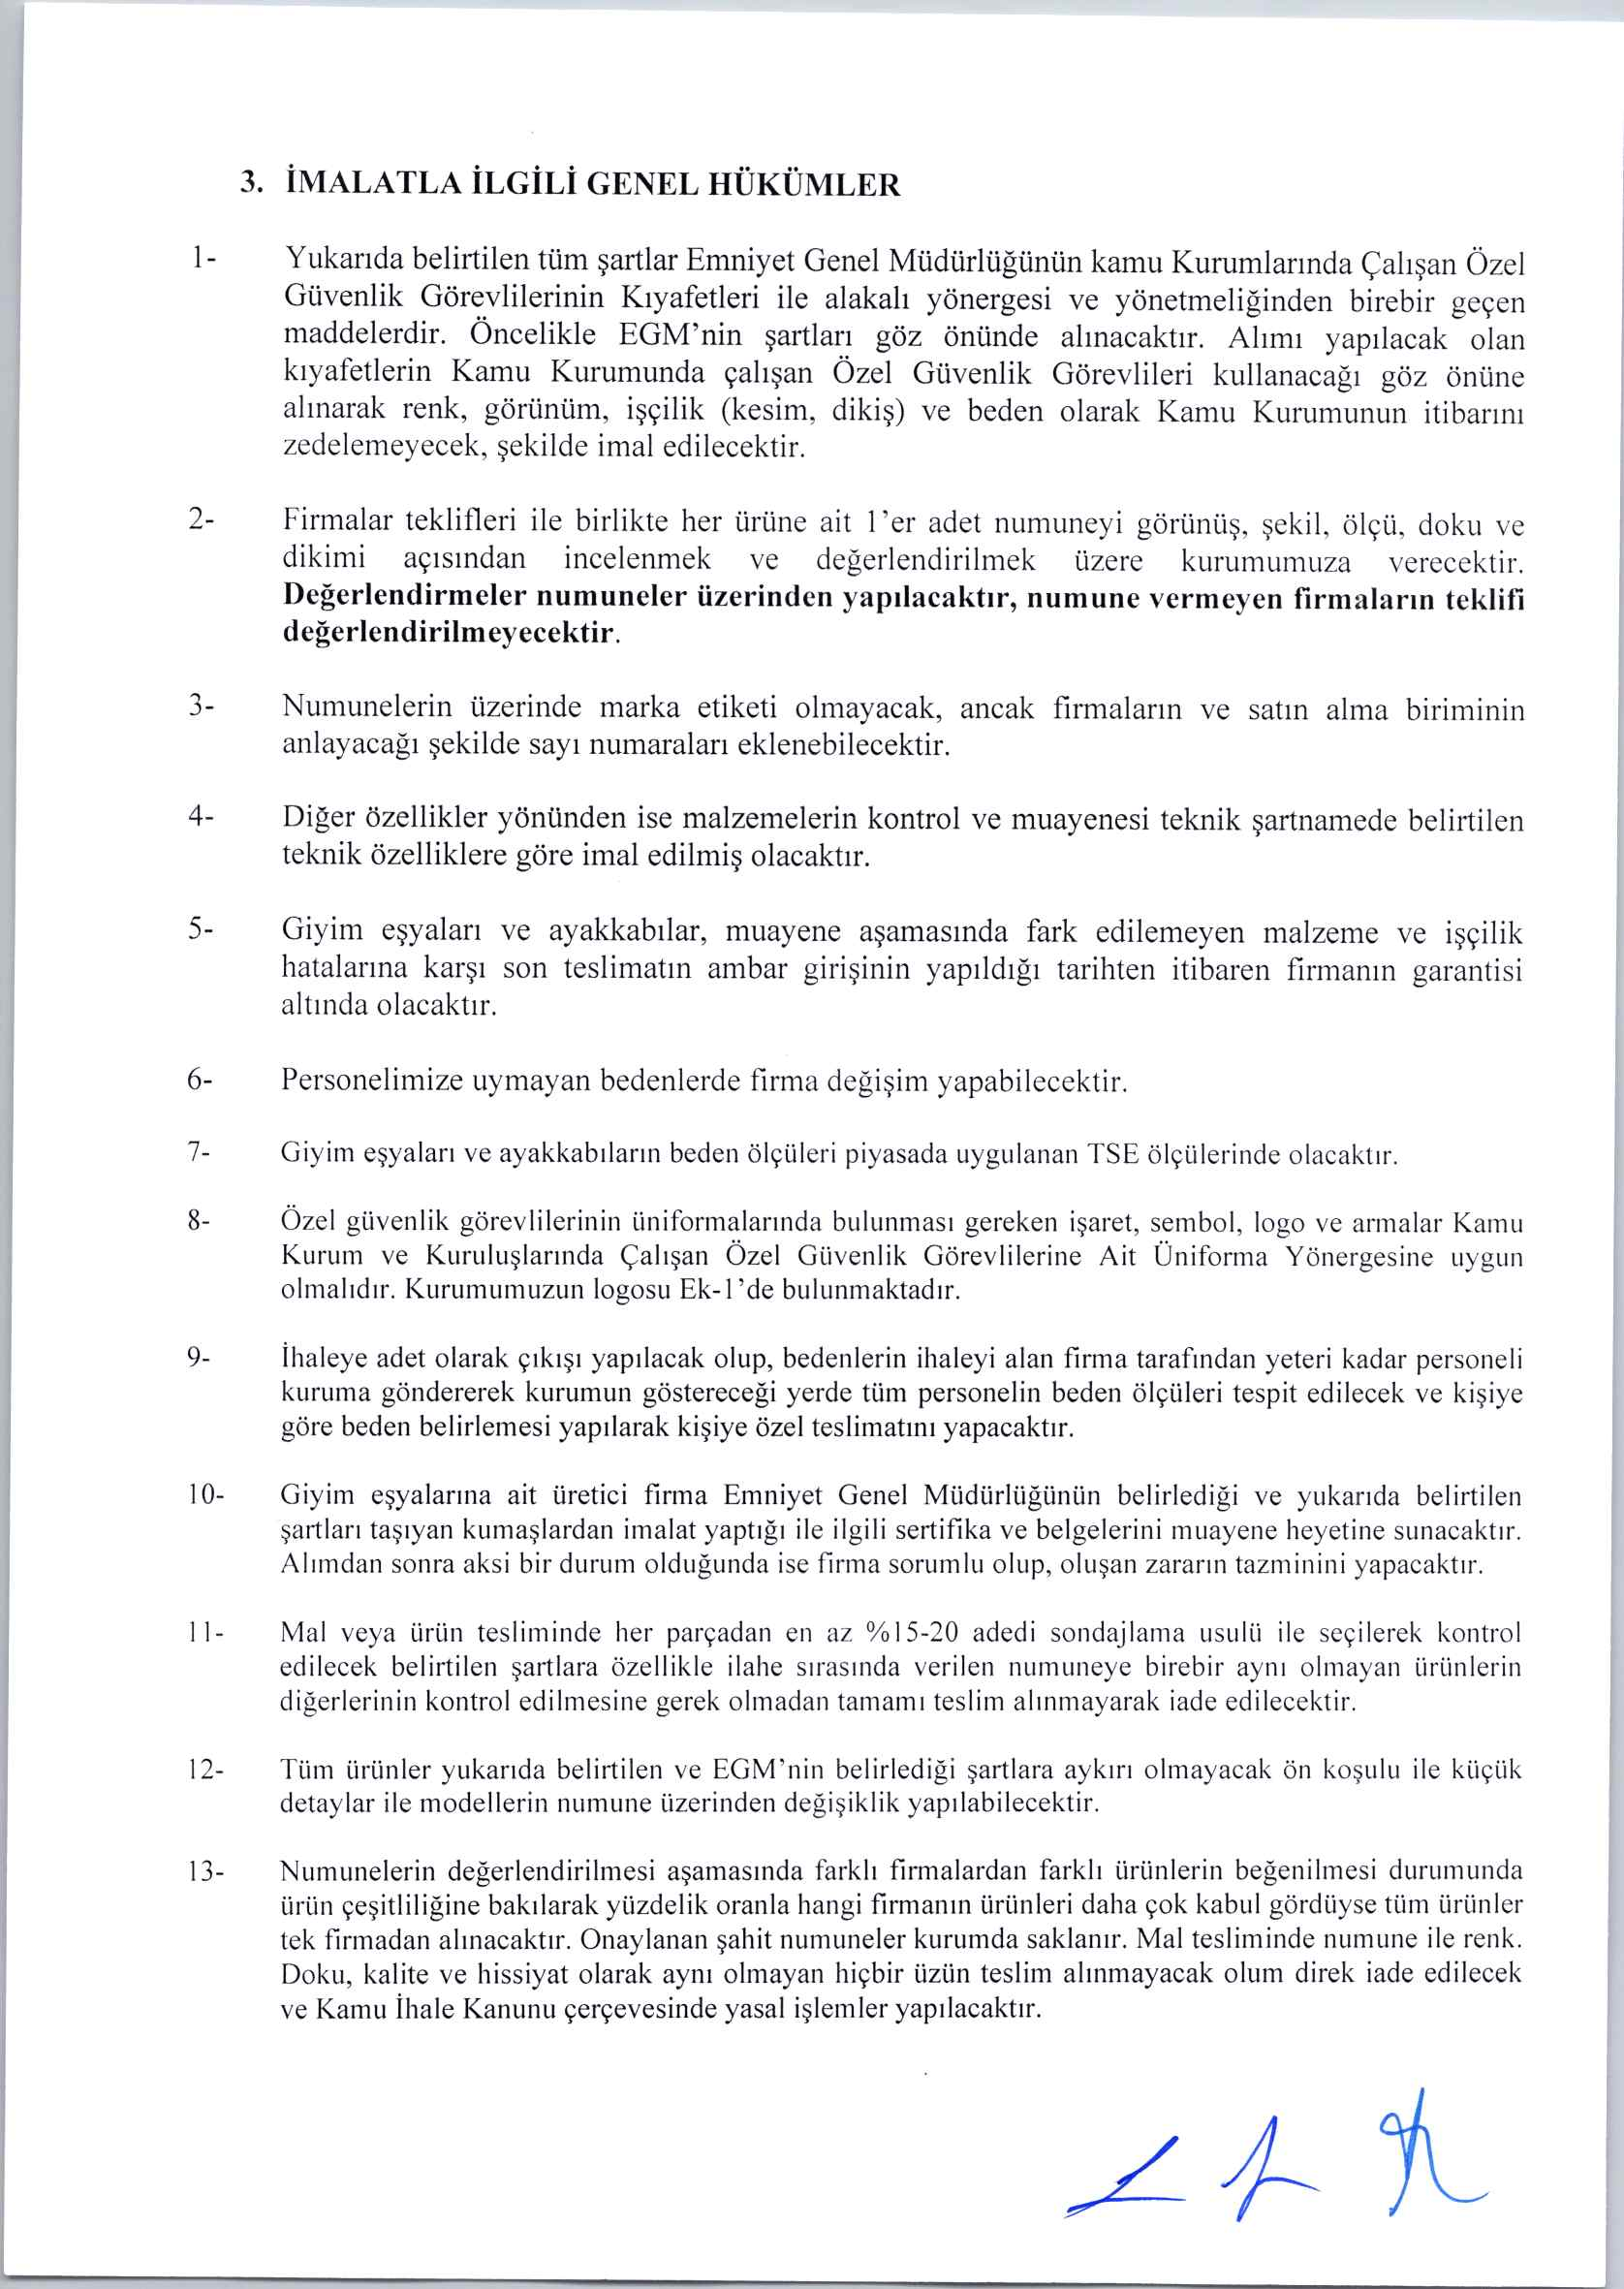 3. İMALATLA İLGİLİ GENEL HÜKÜMLER
1- Yukarıda belirtilen tüm şartlar Emniyet Genel Müdürlüğünün kamu Kurumlarında Çalışan Özel
Güvenlik Görevlilerinin Kıyafetleri ile alakalı yönergesi ve yönetmeliğinden birebir geçen
maddelerdir. Öncelikle EGM’nin şartları göz önünde alınacaktır. Alımı yapılacak olan
kıyafetlerin Kamu Kurumunda çalışan Özel Güvenlik Görevlileri kullanacağı göz önüne
alınarak renk, görünüm, işçilik (kesim, dikiş) ve beden olarak Kamu Kurumunun itibarını
zedelemeyecek, şekilde imal edilecektir.
2- Firmalar teklifleri ile birlikte her ürüne ait 1’er adet numuneyi görünüş, şekil, ölçü, doku ve
dikimi açısından incelenmek ve değerlendirilmek üzere kurumumuza verecektir.
Değerlendirmeler numuneler üzerinden yapılacaktır, numune vermeyen firmaların teklifi
değerlendirilmeyecektir.
3- Numunelerin üzerinde marka etiketi olmayacak, ancak firmaların ve satın alma biriminin
anlayacağı şekilde sayı numaraları eklenebilecektir.
4- Diğer özellikler yönünden ise malzemelerin kontrol ve muayenesi teknik şartnamede belirtilen
teknik özelliklere göre imal edilmiş olacaktır.
5- Giyim eşyaları ve ayakkabılar, muayene aşamasında fark edilemeyen malzeme ve işçilik
hatalarına karşı son teslimatın ambar girişinin yapıldığı tarihten itibaren firmanın garantisi
altında olacaktır.
6- Personelimize uymayan bedenlerde firma değişim yapabilecektir.
7- Giyim eşyaları ve ayakkabıların beden ölçüleri piyasada uygulanan TSE ölçülerinde olacaktır.
8- Özel güvenlik görevlilerinin üniformalarında bulunması gereken işaret, sembol, logo ve armalar Kamu
Kurum ve Kuruluşlarında Çalışan Özel Güvenlik Görevlilerine Ait Üniforma Yönergesine uygun
olmalıdır. Kurumumuzun logosu Ek-1’de bulunmaktadır.
9- İhaleye adet olarak çıkışı yapılacak olup, bedenlerin ihaleyi alan firma tarafından yeteri kadar personeli
kuruma göndererek kurumun göstereceği yerde tüm personelin beden ölçüleri tespit edilecek ve kişiye
göre beden belirlemesi yapılarak kişiye özel teslimatını yapacaktır.
10- Giyim eşyalarına ait üretici firma Emniyet Genel Müdürlüğünün belirlediği ve yukarıda belirtilen
şartları taşıyan kumaşlardan imalat yaptığı ile ilgili sertifika ve belgelerini muayene heyetine sunacaktır.
Alımdan sonra aksi bir durum olduğunda ise firma sorumlu olup, oluşan zararın tazminini yapacaktır.
11- Mal veya ürün tesliminde her parçadan en az %15-20 adedi sondajlama usulü ile seçilerek kontrol
edilecek belirtilen şartlara özellikle ilahe sırasında verilen numuneye birebir aynı olmayan ürünlerin
diğerlerinin kontrol edilmesine gerek olmadan tamamı teslim alınmayarak iade edilecektir.
12- Tüm ürünler yukarıda belirtilen ve EGM’nin belirlediği şartlara aykırı olmayacak ön koşulu ile küçük
detaylar ile modellerin numune üzerinden değişiklik yapılabilecektir.
13- Numunelerin değerlendirilmesi aşamasında farklı firmalardan farklı ürünlerin beğenilmesi durumunda
ürün çeşitliliğine bakılarak yüzdelik oranla hangi firmanın ürünleri daha çok kabul gördüyse tüm ürünler
tek firmadan alınacaktır. Onaylanan şahit numuneler kurumda saklanır. Mal tesliminde numune ile renk.
Doku, kalite ve hissiyat olarak aynı olmayan hiçbir üzün teslim alınmayacak olum direk iade edilecek
ve Kamu İhale Kanunu çerçevesinde yasal işlemler yapılacaktır.